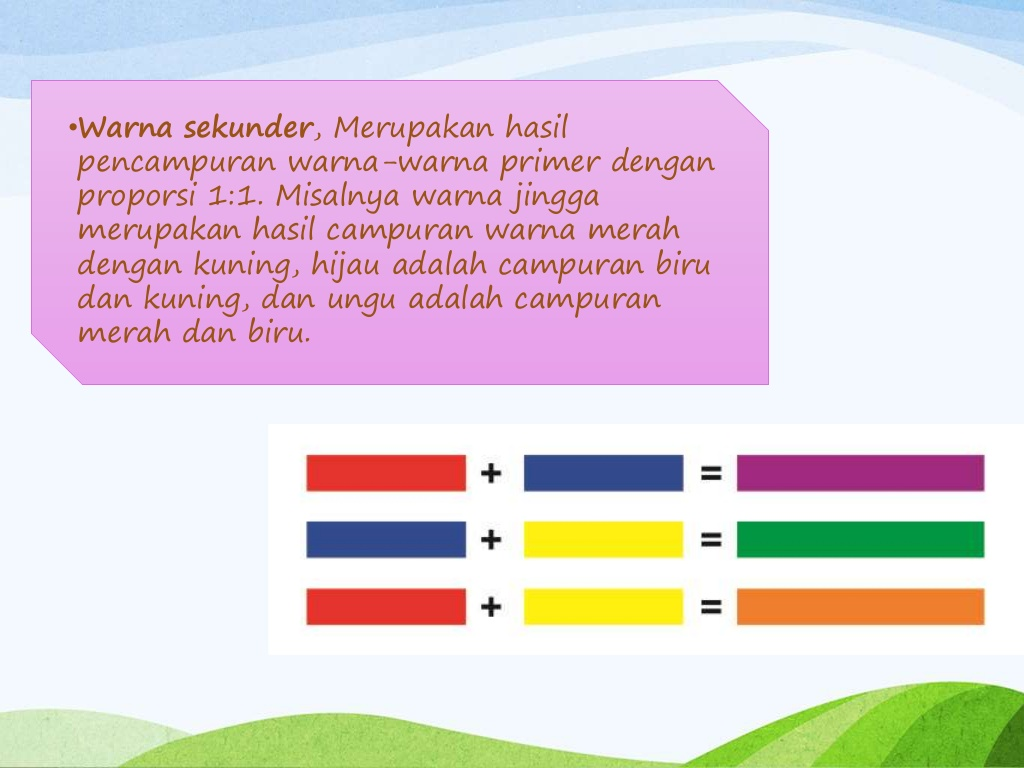 •Warna sekunder, Merupakan hasil
pencampuran warna-warna primer dengan
proporsi 1:1. Misalnya warna jingga
merupakan hasil campuran warna merah
dengan kuning, hijau adalah campuran biru
dan kuning, dan ungu adalah campuran
merah dan biru.
+ =
+ =
+ =